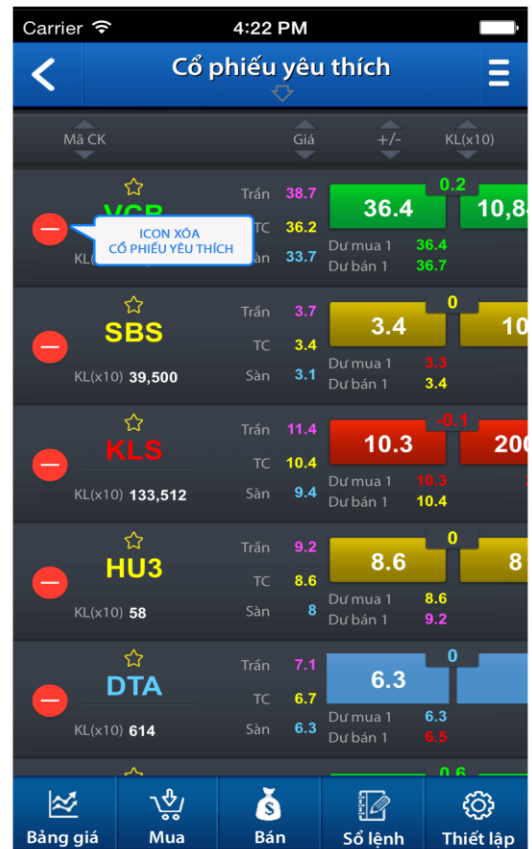 Carrier 4:22 PM
Cổ phiếu yêu thích
Mã CK Giá +/- KL(x10)
VCB
Trần 38.7
TC 36.2
Sàn 33.7
36.4 0.2 10,8
Dư mua 1 36.4
Dư bán 1 36.7
ICON XÓA
CỔ PHIẾU YÊU THÍCH
SBS
KL(x10) 39,500
Trần 3.7
TC 3.4
Sàn 3.1
3.4 0 10
Dư mua 1 3.3
Dư bán 1 3.4
KLS
KL(x10) 133,512
Trần 11.4
TC 10.4
Sàn 9.4
10.3 -0.1 200
Dư mua 1 10.3
Dư bán 1 10.4
HU3
KL(x10) 58
Trần 9.2
TC 8.6
Sàn 8
8.6 0 8
Dư mua 1 8.6
Dư bán 1 9.2
DTA
KL(x10) 614
Trần 7.1
TC 6.7
Sàn 6.3
6.3 0
Dư mua 1 6.3
Dư bán 1 6.5
0.6
Bảng giá Mua Bán Sổ lệnh Thiết lập